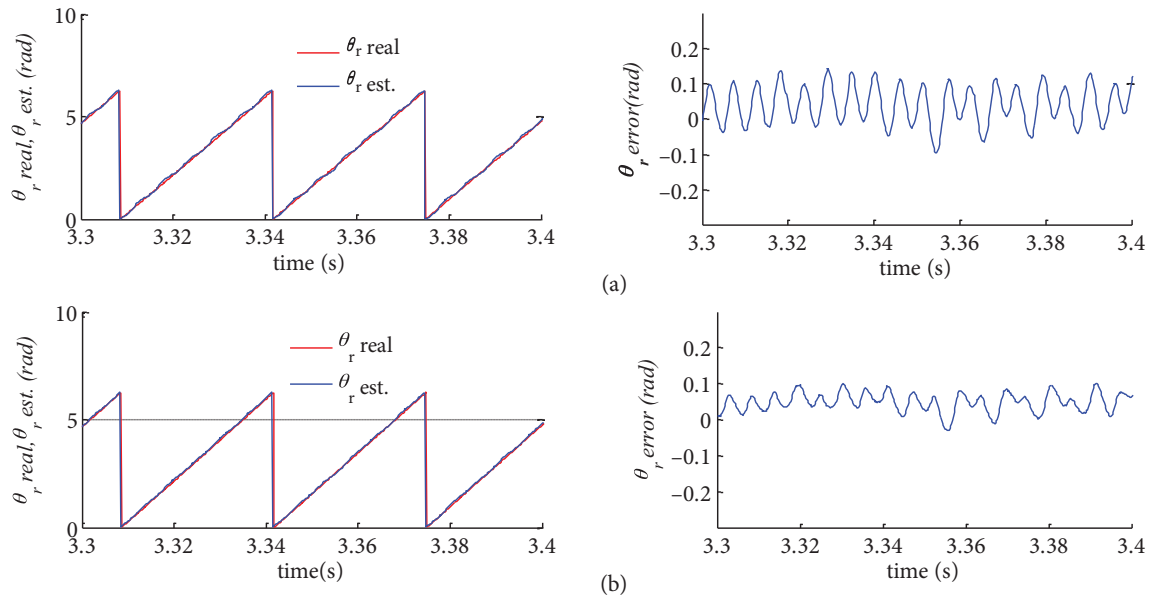 10
5
0
θr real, θr est. (rad)
θr real
θr est.
3.3 3.32 3.34 3.36 3.38 3.4
time (s)
0.2
0.1
0
−0.1
−0.2
θr error(rad)
3.3 3.32 3.34 3.36 3.38 3.4
time (s)
(a)
10
5
0
θr real, θr est. (rad)
θr real
θr est.
3.3 3.32 3.34 3.36 3.38 3.4
time(s)
0.2
0.1
0
−0.1
−0.2
θr error (rad)
3.3 3.32 3.34 3.36 3.38 3.4
time (s)
(b)